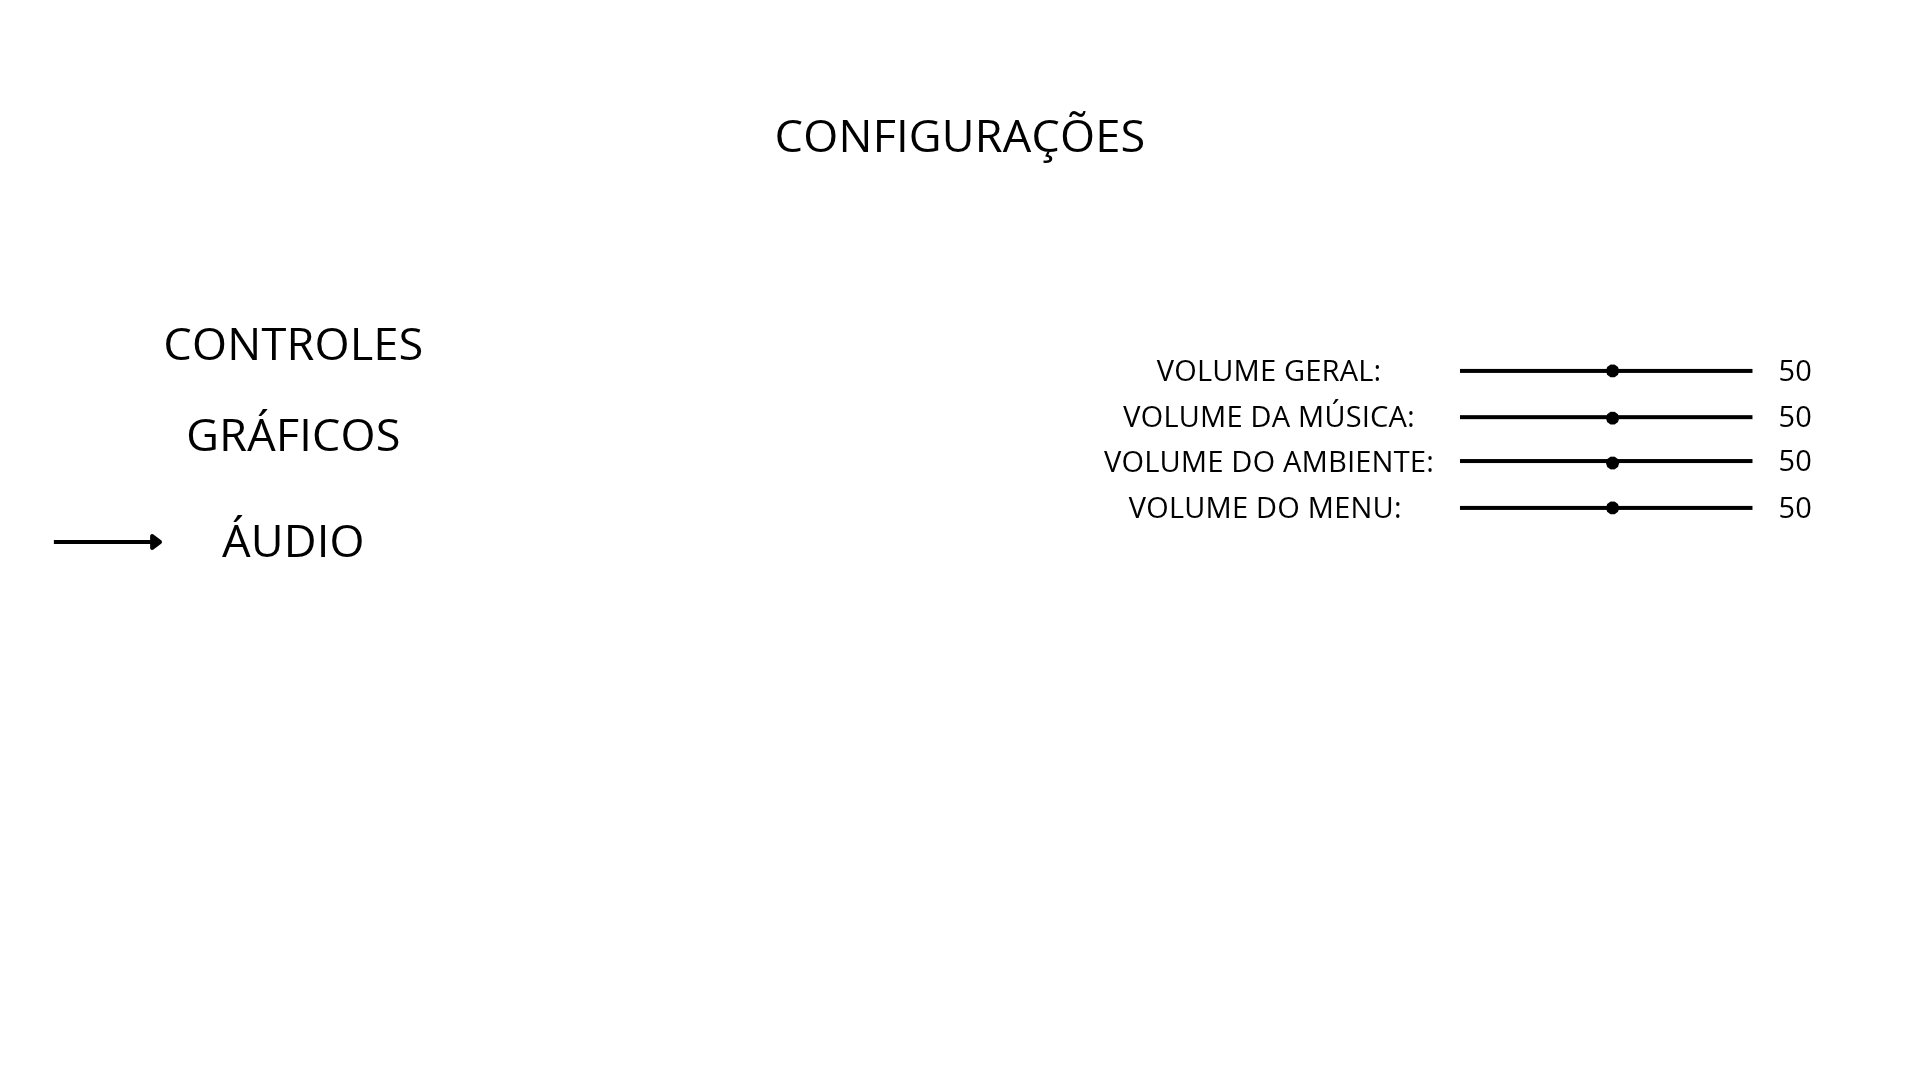 CONFIGURAÇÕES
CONTROLES
GRÁFICOS
ÁUDIO
VOLUME GERAL: 50
VOLUME DA MÚSICA: 50
VOLUME DO AMBIENTE: 50
VOLUME DO MENU: 50